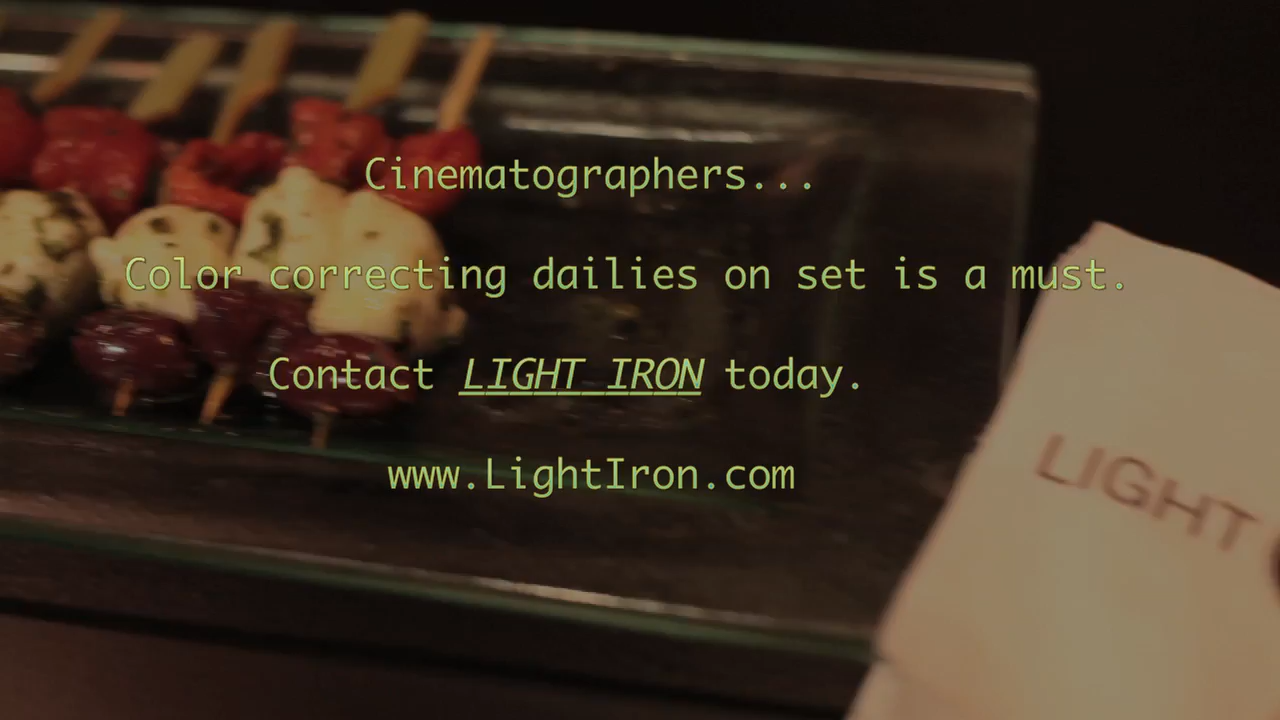 Cinematographers...
Color correcting dailies on set is a must.
Contact LIGHT IRON today.
www.LightIron.com
LIGHT